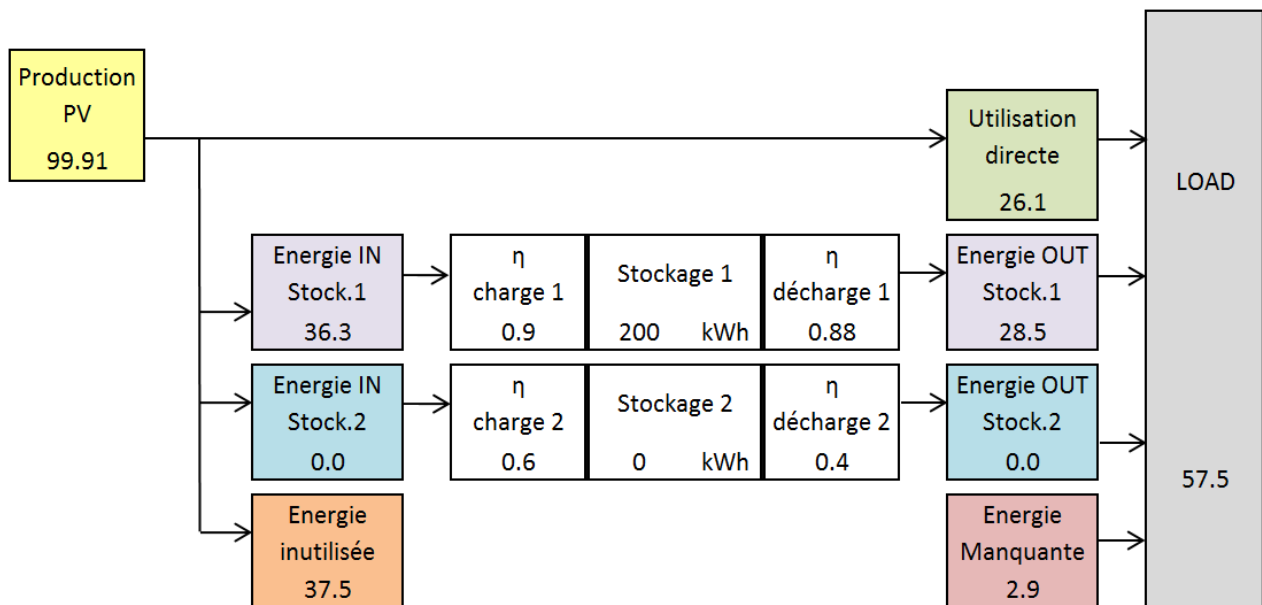 Production
PV
99.91
Utilisation
directe
26.1
LOAD
57.5
Energie IN
Stock.1
36.3
η
charge 1
0.9
Stockage 1
200 kWh
η
décharge 1
0.88
Energie OUT
Stock.1
28.5
Energie IN
Stock.2
0.0
η
charge 2
0.6
Stockage 2
0 kWh
η
décharge 2
0.4
Energie OUT
Stock.2
0.0
Energie
inutilisée
37.5
Energie
Manquante
2.9